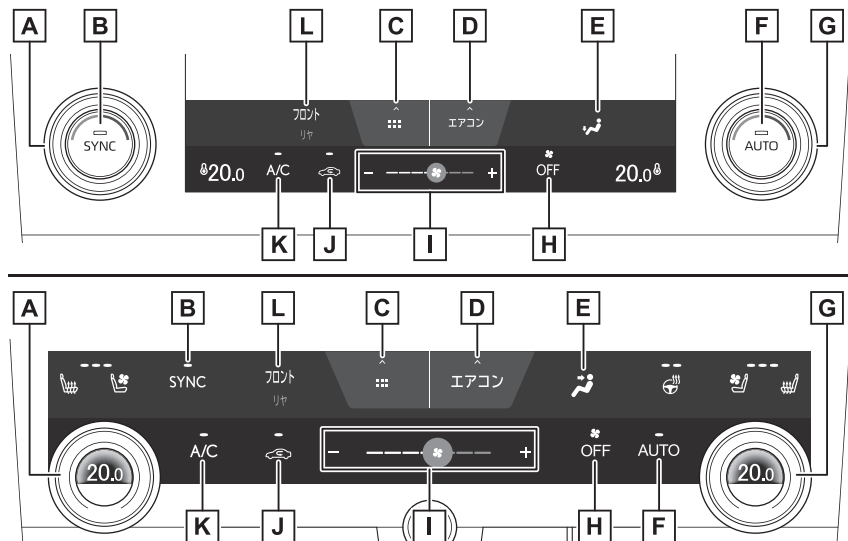 A B L C D E F G
フロント
リヤ
エアコン
SYNC
AUTO
20.0 A/C - + OFF 20.0
K J I H
A B L C D E G
SYNC
フロント
リヤ
エアコン
A/C - + OFF AUTO
20.0 20.0
K J I H F